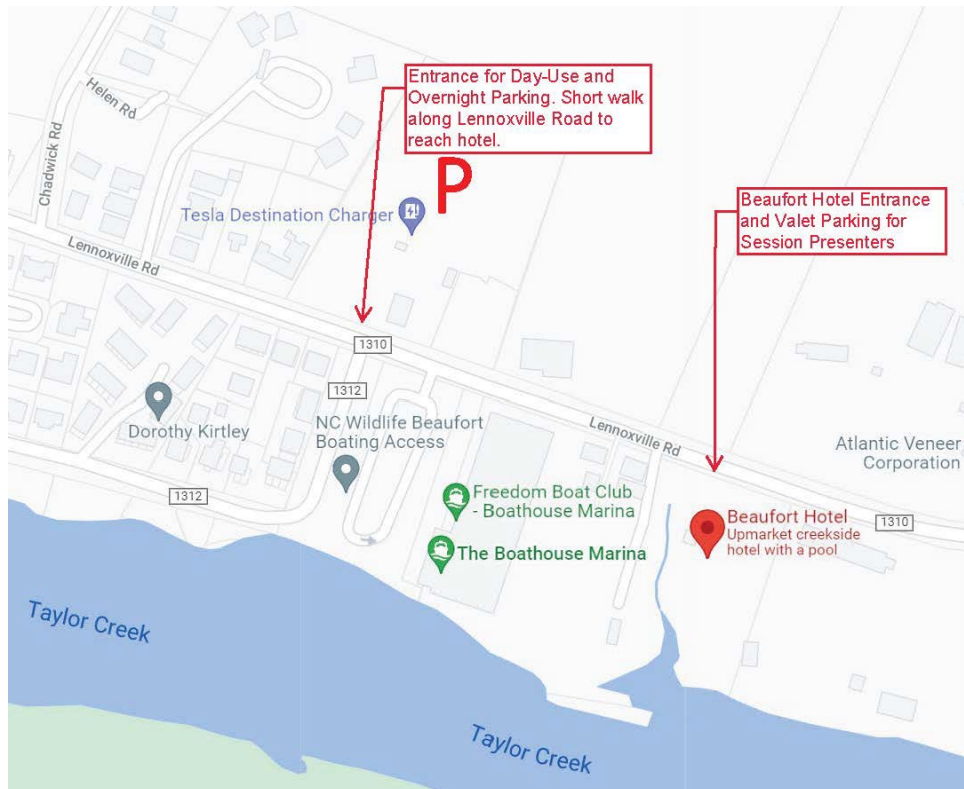 Helen Rd
Chadwick Rd
Entrance for Day-Use and
Overnight Parking. Short walk
along Lennoxville Road to
reach hotel.
P
Tesla Destination Charger
Beaufort Hotel Entrance
and Valet Parking for
Session Presenters
Lennoxville Rd
1310
1312
Dorothy Kirtley
NC Wildlife Beaufort
Boating Access
Lennoxville Rd
Atlantic Veneer
Corporation
1312
Freedom Boat Club
- Boathouse Marina
The Boathouse Marina
Beaufort Hotel
Upmarket creekside
hotel with a pool
1310
Taylor Creek
Taylor Creek